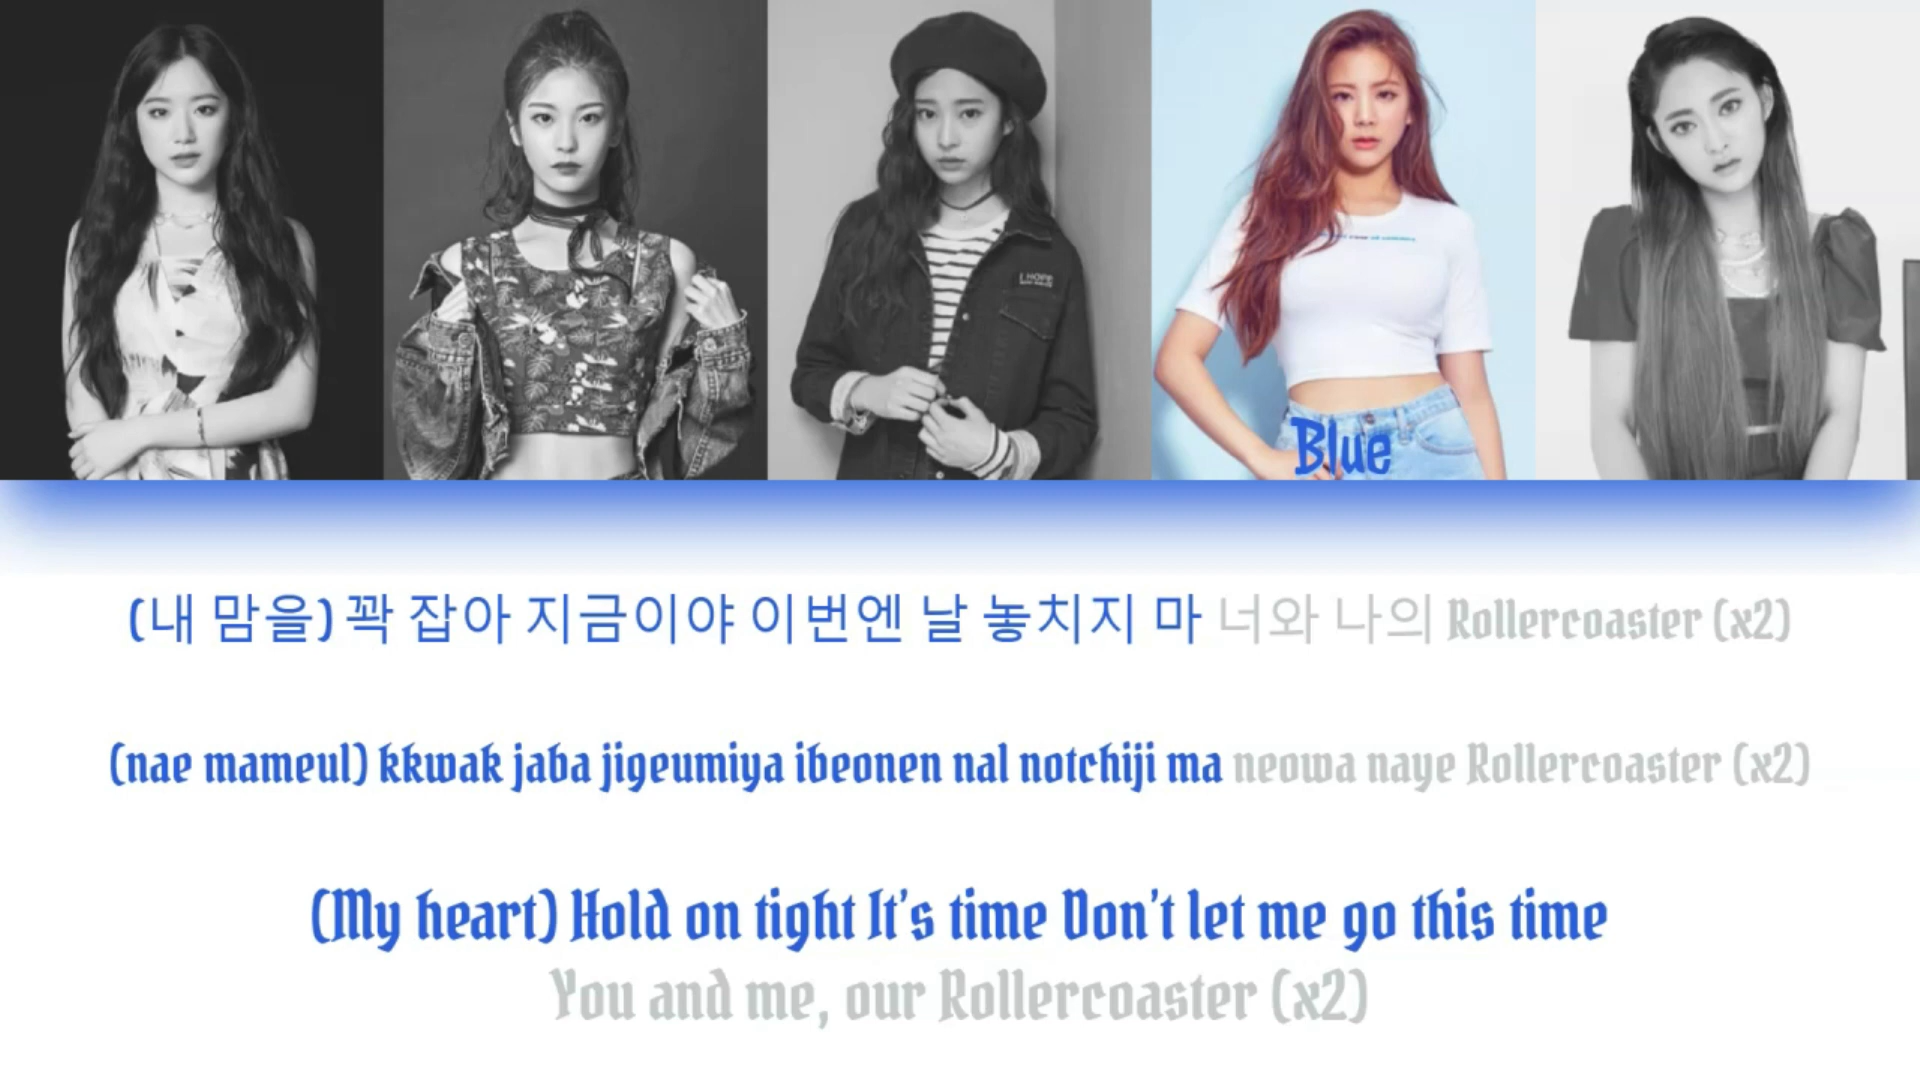 Blue
(내 맘을) 꽉 잡아 지금이야 이번엔 날 놓치지 마 너와 나의 Rollercoaster (x2)
(nae mameul) kkwak jaba jigeumiya ibeonen nal notchiji ma neowa naye Rollercoaster (x2)
(My heart) Hold on tight It's time Don't let me go this time
You and me, our Rollercoaster (x2)